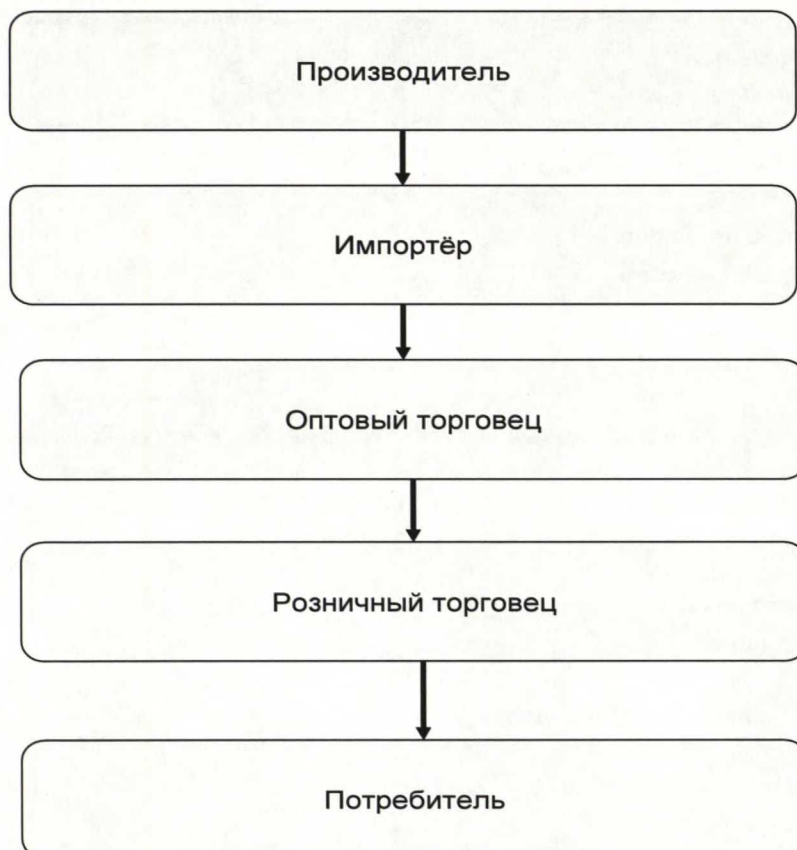 Производитель
Импортёр
Оптовый торговец
Розничный торговец
Потребитель